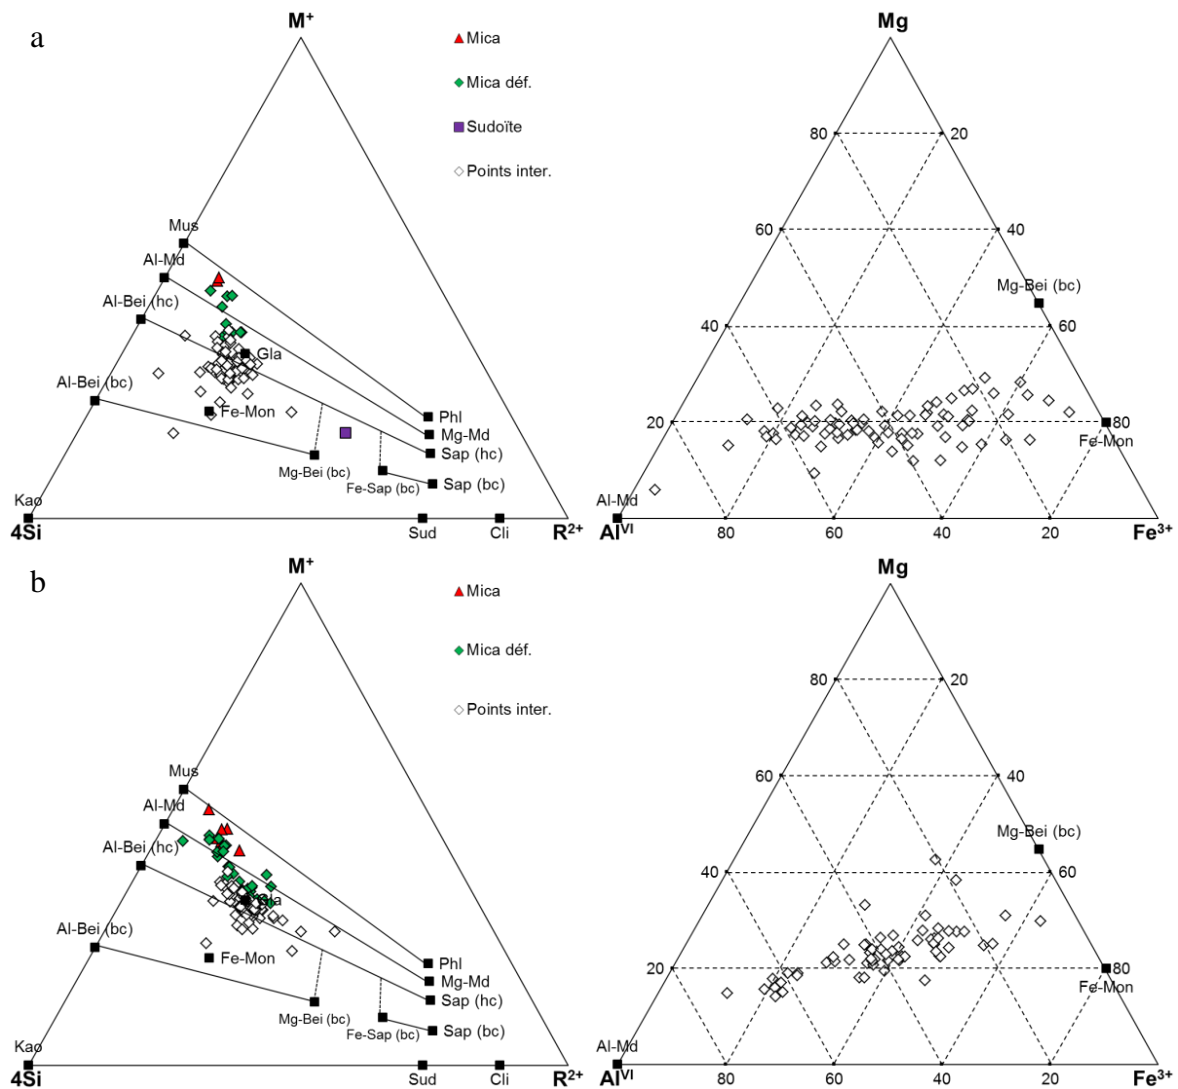 a
M⁺
Mica
Mica déf.
Sudoïte
Points inter.
Mus
Al-Md
Al-Bei (hc)
Gla
Al-Bei (bc)
Fe-Mon
Phl
Mg-Md
Sap (hc)
Mg-Bei (bc)
Fe-Sap (bc)
Sap (bc)
Kao
4Si
Sud
Cli
R²⁺
Mg
80
20
60
40
Mg-Bei (bc)
40
60
20
80
Fe-Mon
Al-Md
Alⱽᴵ
80
60
40
20
Fe³⁺
b
M⁺
Mica
Mica déf.
Points inter.
Mus
Al-Md
Al-Bei (hc)
Gla
Al-Bei (bc)
Fe-Mon
Phl
Mg-Md
Sap (hc)
Mg-Bei (bc)
Fe-Sap (bc)
Sap (bc)
Kao
4Si
Sud
Cli
R²⁺
Mg
80
20
60
40
Mg-Bei (bc)
40
60
20
80
Fe-Mon
Al-Md
Alⱽᴵ
80
60
40
20
Fe³⁺